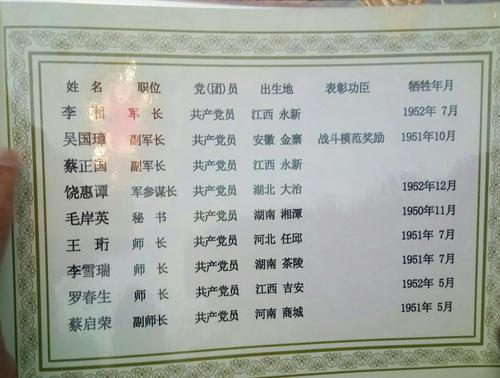 姓 名 职位 党(团)员 出生地 表彰功臣 牺牲年月
李 湘 军 长 共产党员 江西 永新 1952年 7月
吴国璋 副军长 共产党员 安徽 金寨 战斗模范奖励 1951年10月
蔡正国 副军长 共产党员 江西 永新
饶惠谭 军参谋长 共产党员 湖北 大冶 1952年12月
毛岸英 秘 书 共产党员 湖南 湘潭 1950年11月
王 珩 师 长 共产党员 河北 任邱 1951年 7月
李雪瑞 师 长 共产党员 湖南 茶陵 1951年 7月
罗春生 师 长 共产党员 江西 吉安 1952年 5月
蔡启荣 副师长 共产党员 河南 商城 1951年 5月